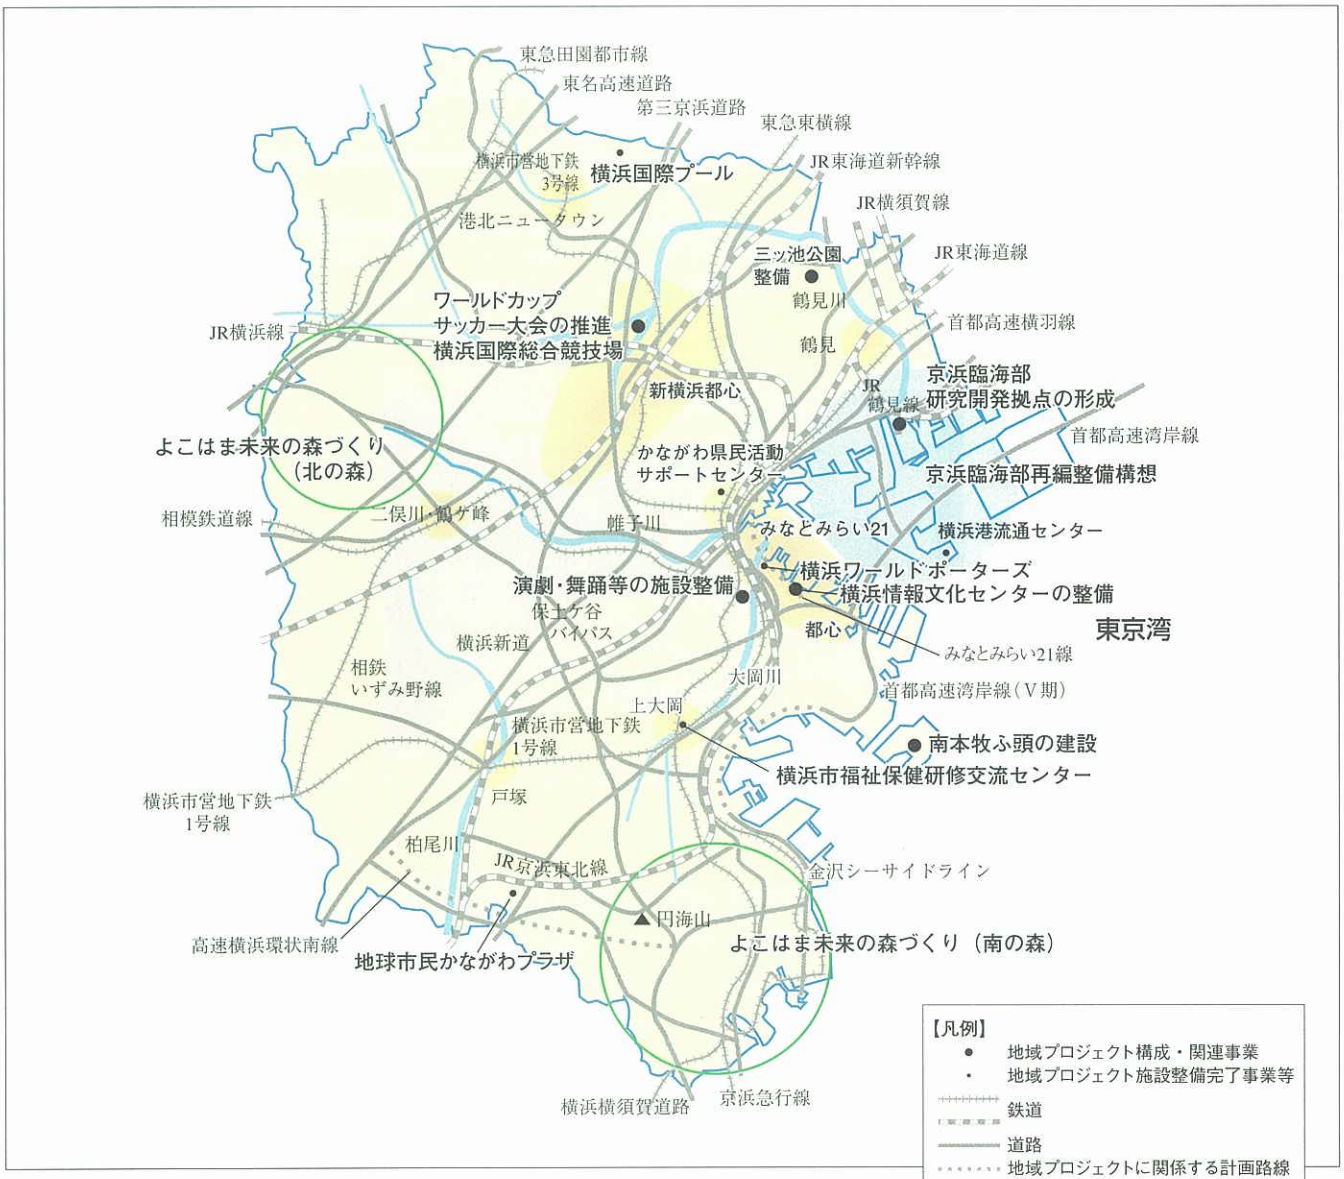 東急田園都市線
東名高速道路
第三京浜道路
東急東横線
JR東海道新幹線
横浜市営地下鉄
3号線
横浜国際プール
JR横須賀線
港北ニュータウン
三ッ池公園
整備
JR東海道線
鶴見川
ワールドカップ
サッカー大会の推進
横浜国際総合競技場
JR横浜線
首都高速横羽線
鶴見
京浜臨海部
研究開発拠点の形成
JR
鶴見線
新横浜都心
首都高速湾岸線
よこはま未来の森づくり
(北の森)
かながわ県民活動
サポートセンター
京浜臨海部再編整備構想
相模鉄道線
二俣川・鶴ケ峰
帷子川
みなとみらい21
横浜港流通センター
横浜ワールドポーターズ
演劇・舞踊等の施設整備
横浜情報文化センターの整備
保土ケ谷
バイパス
都心
東京湾
横浜新道
みなとみらい21線
相鉄
いずみ野線
大岡川
首都高速湾岸線(V期)
上大岡
横浜市営地下鉄
1号線
南本牧ふ頭の建設
横浜市福祉保健研修交流センター
横浜市営地下鉄
1号線
戸塚
柏尾川
JR京浜東北線
金沢シーサイドライン
円海山
高速横浜環状南線
地球市民かながわプラザ
よこはま未来の森づくり(南の森)
横浜横須賀道路
京浜急行線
【凡例】
地域プロジェクト構成・関連事業
地域プロジェクト施設整備完了事業等
鉄道
道路
地域プロジェクトに関係する計画路線